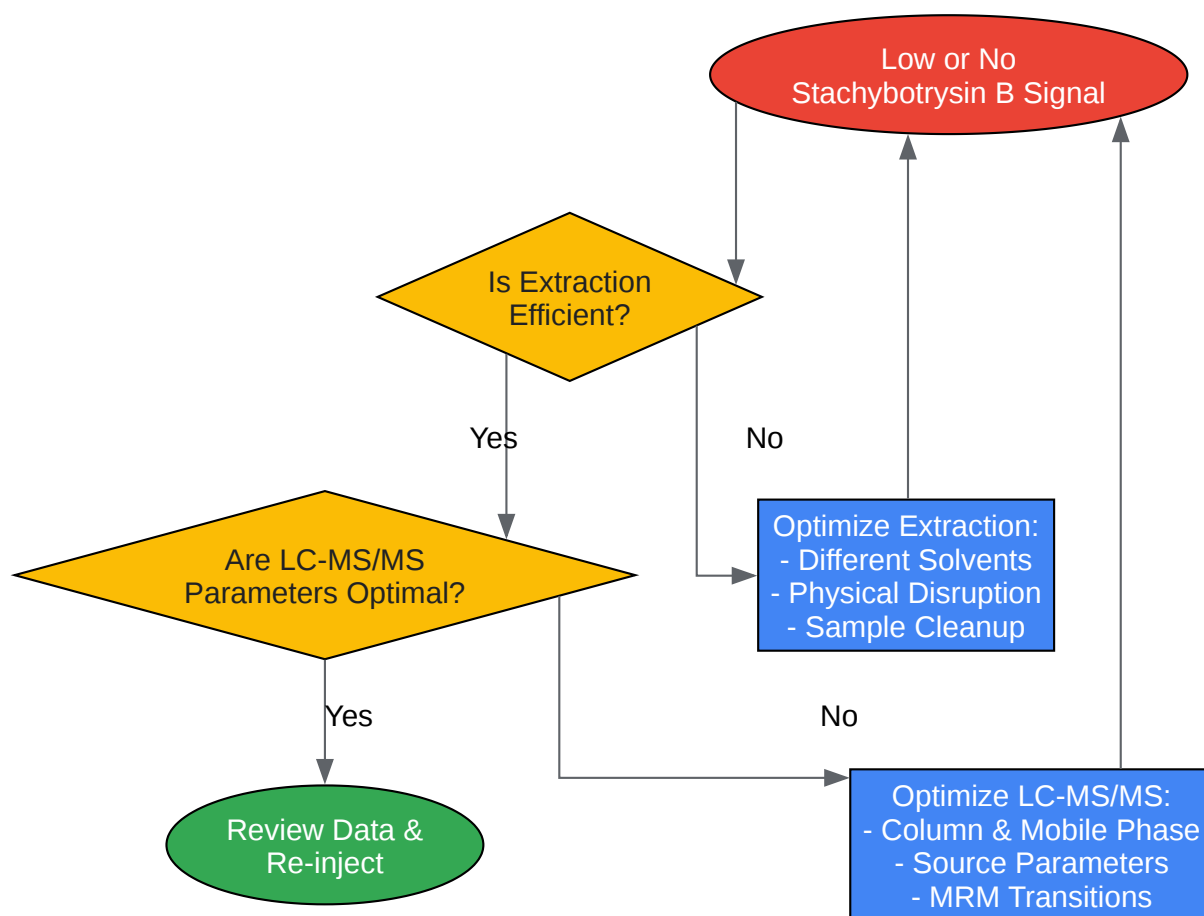 Low or No
Stachybotrysin B Signal
Is Extraction
Efficient?
Yes
No
Optimize Extraction:
- Different Solvents
- Physical Disruption
- Sample Cleanup
Are LC-MS/MS
Parameters Optimal?
Yes
No
Review Data &
Re-inject
Optimize LC-MS/MS:
- Column & Mobile Phase
- Source Parameters
- MRM Transitions